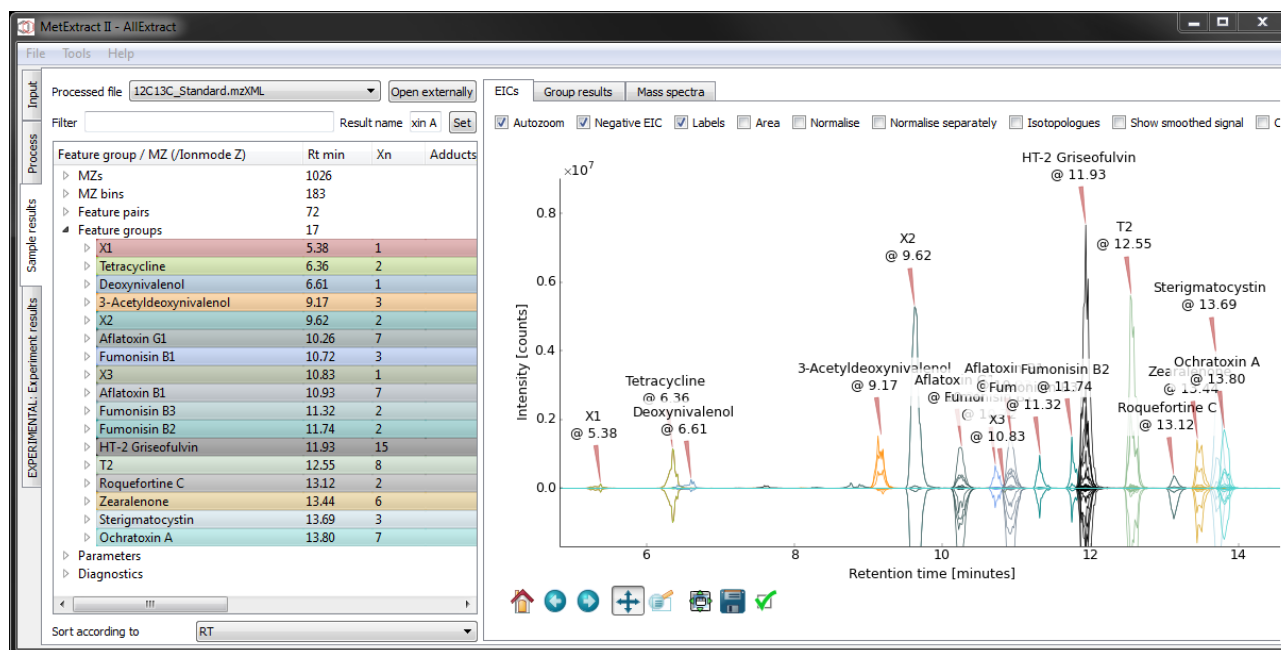 MetExtract II - AllExtract
File Tools Help
Input
Process
Sample results
EXPERIMENTAL: Experiment results
Processed file 12C13C_Standard.mzXML Open externally
Filter Result name xin A Set
Feature group / MZ (/Ionmode Z) Rt min Xn Adducts
MZs 1026
MZ bins 183
Feature pairs 72
Feature groups 17
X1 5.38 1
Tetracycline 6.36 2
Deoxynivalenol 6.61 1
3-Acetyldeoxynivalenol 9.17 3
X2 9.62 2
Aflatoxin G1 10.26 7
Fumonisin B1 10.72 3
X3 10.83 1
Aflatoxin B1 10.93 7
Fumonisin B3 11.32 2
Fumonisin B2 11.74 2
HT-2 Griseofulvin 11.93 15
T2 12.55 8
Roquefortine C 13.12 2
Zearalenone 13.44 6
Sterigmatocystin 13.69 3
Ochratoxin A 13.80 7
Parameters
Diagnostics
Sort according to RT
EICs Group results Mass spectra
Autozoom Negative EIC Labels Area Normalise Normalise separately Isotopologues Show smoothed signal C
×10⁷
0.8
0.6
0.4
0.2
0.0
Intensity [counts]
HT-2 Griseofulvin
@ 11.93
X2
@ 9.62
T2
@ 12.55
Sterigmatocystin
@ 13.69
3-Acetyldeoxynivalenol
@ 9.17
Aflatoxin
Fumonisin B2
@ 11.74
Ochratoxin A
@ 13.80
Tetracycline
@ 6.36
Deoxynivalenol
@ 6.61
X1
@ 5.38
@ 11.32
X3
@ 10.83
Roquefortine C
@ 13.12
6 8 10 12 14
Retention time [minutes]